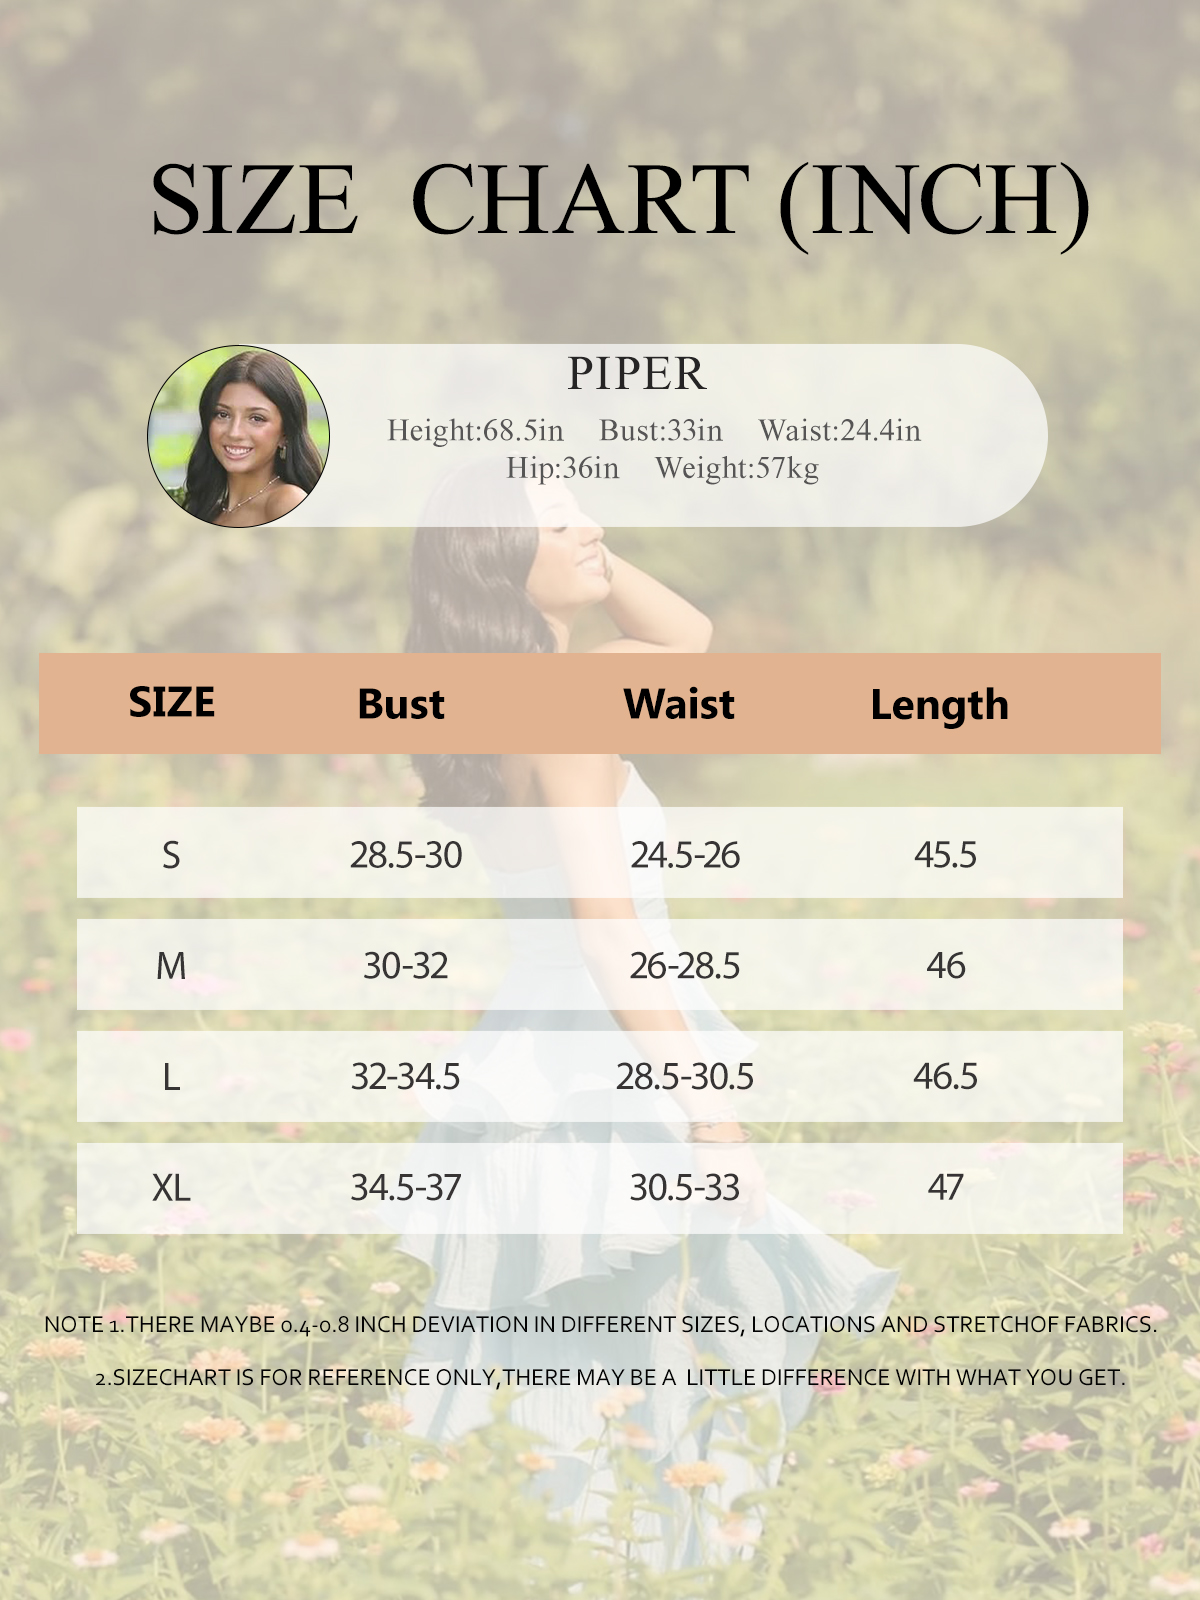 SIZE CHART (INCH)
PIPER
Height:68.5in Bust:33in Waist:24.4in
Hip:36in Weight:57kg
SIZE Bust Waist Length
S 28.5-30 24.5-26 45.5
M 30-32 26-28.5 46
L 32-34.5 28.5-30.5 46.5
XL 34.5-37 30.5-33 47
NOTE 1.THERE MAYBE 0.4-0.8 INCH DEVIATION IN DIFFERENT SIZES, LOCATIONS AND STRETCHOF FABRICS.
2.SIZECHART IS FOR REFERENCE ONLY,THERE MAY BE A LITTLE DIFFERENCE WITH WHAT YOU GET.